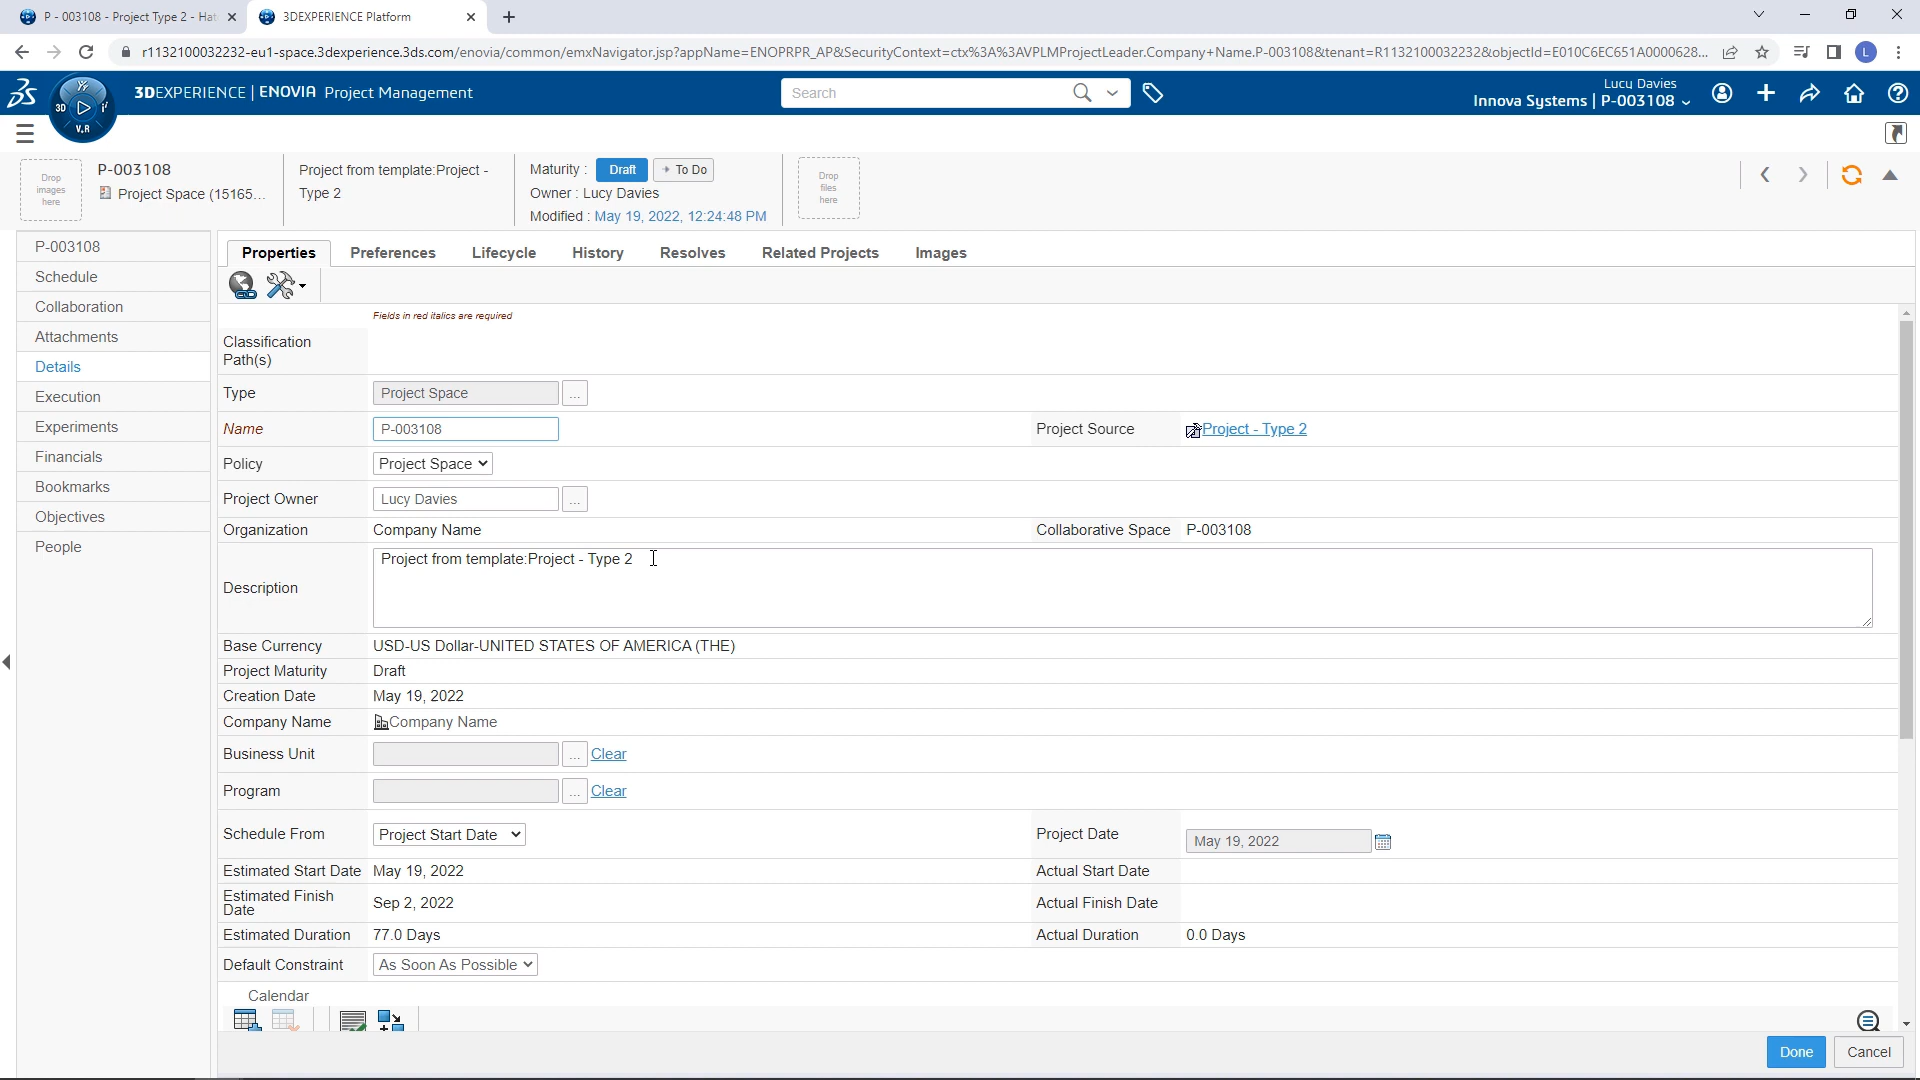 P - 003108 - Project Type 2 - Hat
3DEXPERIENCE Platform
r1132100032232-eu1-space.3dexperience.3ds.com/enovia/common/emxNavigator.jsp?appName=ENOPRPR_AP&SecurityContext=ctx%3A%3AVPLMProjectLeader.Company+Name.P-003108&tenant=R1132100032232&objectId=E010C6EC651A0000628...
L
3D V.R
3DEXPERIENCE | ENOVIA Project Management
Search
Lucy Davies
Innova Systems | P-003108
Drop images here
P-003108
Project Space (15165...
Project from template:Project - Type 2
Maturity : Draft To Do
Owner : Lucy Davies
Modified : May 19, 2022, 12:24:48 PM
Drop files here
P-003108
Schedule
Collaboration
Attachments
Details
Execution
Experiments
Financials
Bookmarks
Objectives
People
Properties Preferences Lifecycle History Resolves Related Projects Images
Fields in red italics are required
Classification Path(s)
Type Project Space ...
Name P-003108 Project Source Project - Type 2
Policy Project Space
Project Owner Lucy Davies ...
Organization Company Name Collaborative Space P-003108
Description Project from template:Project - Type 2
Base Currency USD-US Dollar-UNITED STATES OF AMERICA (THE)
Project Maturity Draft
Creation Date May 19, 2022
Company Name Company Name
Business Unit ... Clear
Program ... Clear
Schedule From Project Start Date Project Date May 19, 2022
Estimated Start Date May 19, 2022 Actual Start Date
Estimated Finish Date Sep 2, 2022 Actual Finish Date
Estimated Duration 77.0 Days Actual Duration 0.0 Days
Default Constraint As Soon As Possible
Calendar
Done Cancel